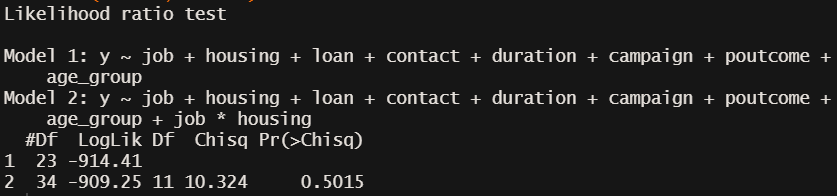 Likelihood ratio test
Model 1: y ~ job + housing + loan + contact + duration + campaign + poutcome +
age_group
Model 2: y ~ job + housing + loan + contact + duration + campaign + poutcome +
age_group + job * housing
#Df LogLik Df Chisq Pr(>Chisq)
1 23 -914.41
2 34 -909.25 11 10.324 0.5015